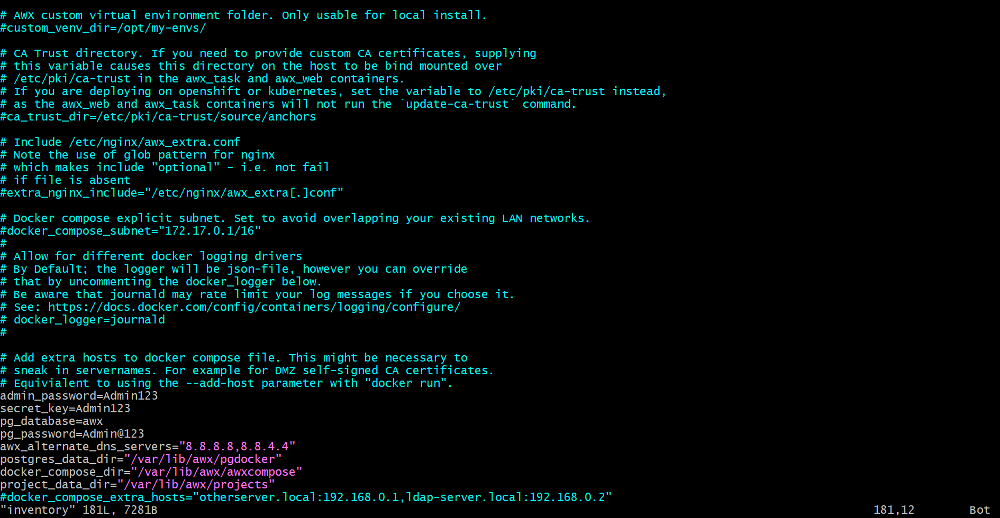 # AWX custom virtual environment folder. Only usable for local install.
#custom_venv_dir=/opt/my-envs/
# CA Trust directory. If you need to provide custom CA certificates, supplying
# this variable causes this directory on the host to be bind mounted over
# /etc/pki/ca-trust in the awx_task and awx_web containers.
# If you are deploying on openshift or kubernetes, set the variable to /etc/pki/ca-trust instead,
# as the awx_web and awx_task containers will not run the `update-ca-trust` command.
#ca_trust_dir=/etc/pki/ca-trust/source/anchors
# Include /etc/nginx/awx_extra.conf
# Note the use of glob pattern for nginx
# which makes include "optional" - i.e. not fail
# if file is absent
#extra_nginx_include="/etc/nginx/awx_extra[.]conf"
# Docker compose explicit subnet. Set to avoid overlapping your existing LAN networks.
#docker_compose_subnet="172.17.0.1/16"
#
# Allow for different docker logging drivers
# By Default; the logger will be json-file, however you can override
# that by uncommenting the docker_logger below.
# Be aware that journald may rate limit your log messages if you choose it.
# See: https://docs.docker.com/config/containers/logging/configure/
# docker_logger=journald
#
# Add extra hosts to docker compose file. This might be necessary to
# sneak in servernames. For example for DMZ self-signed CA certificates.
# Equivialent to using the --add-host parameter with "docker run".
admin_password=Admin123
secret_key=Admin123
pg_database=awx
pg_password=Admin@123
awx_alternate_dns_servers="8.8.8.8,8.8.4.4"
postgres_data_dir="/var/lib/awx/pgdocker"
docker_compose_dir="/var/lib/awx/awxcompose"
project_data_dir="/var/lib/awx/projects"
#docker_compose_extra_hosts="otherserver.local:192.168.0.1,ldap-server.local:192.168.0.2"
"inventory" 181L, 7281B 181,12 Bot